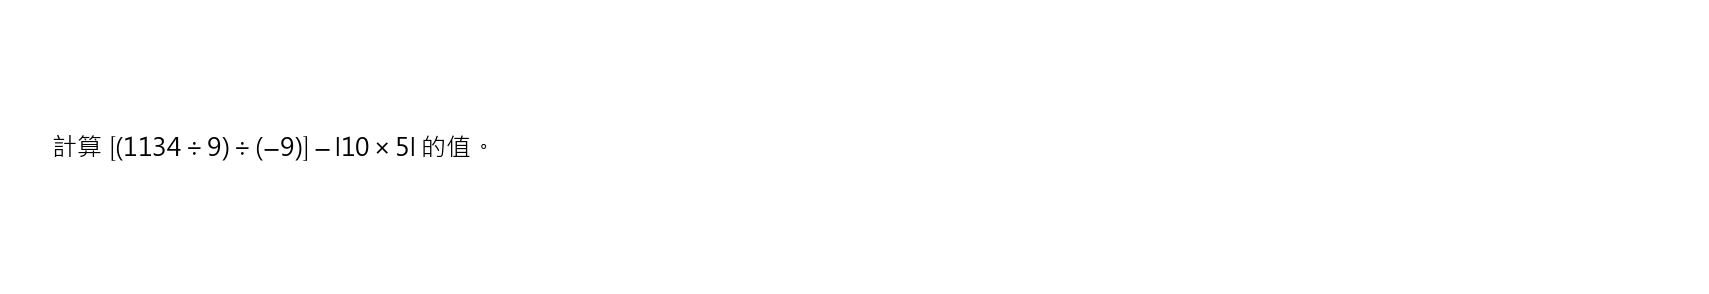 計算 [(1134 ÷ 9) ÷ (–9)] – l10 × 5l 的值。